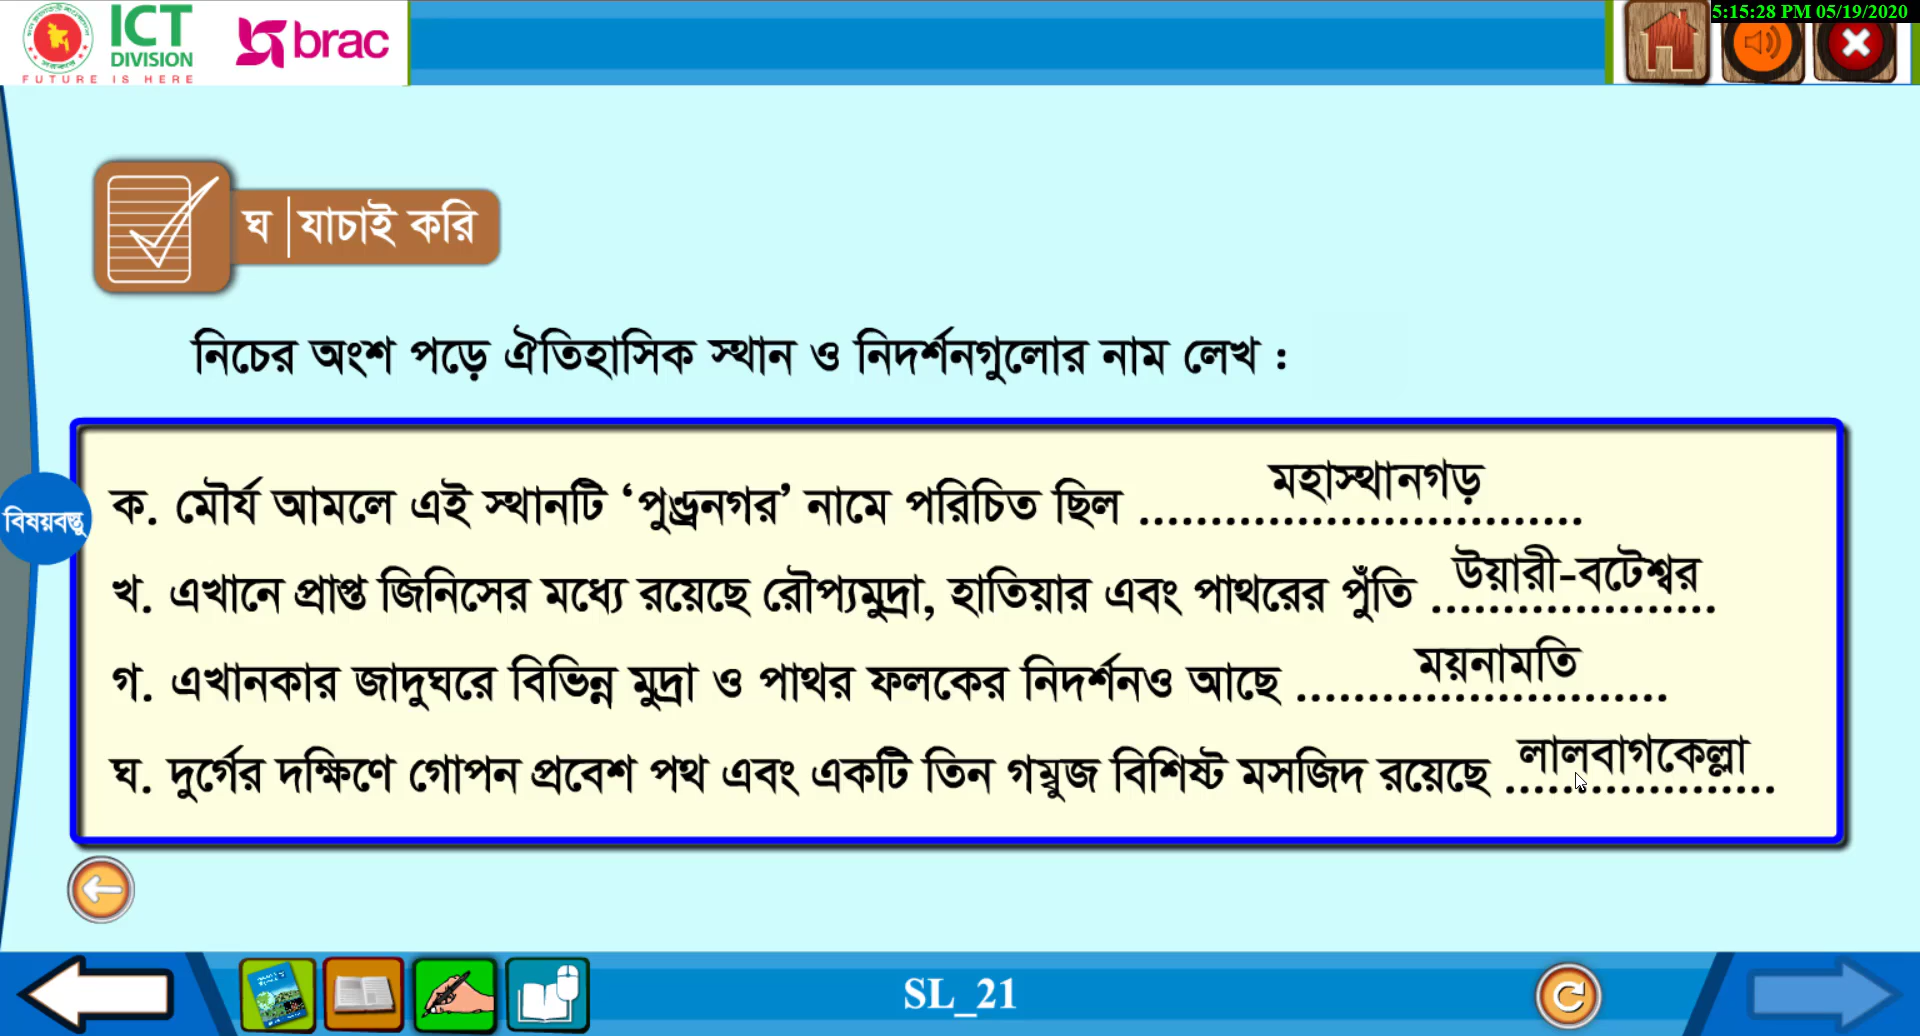 5:15:28 PM 05/19/2020
ICT
DIVISION
FUTURE IS HERE
brac
ঘ | যাচাই করি
নিচের অংশ পড়ে ঐতিহাসিক স্থান ও নিদর্শনগুলোর নাম লেখ :
ক. মৌর্য আমলে এই স্থানটি ‘পুণ্ড্রনগর’ নামে পরিচিত ছিল ............................... মহাস্থানগড়
খ. এখানে প্রাপ্ত জিনিসের মধ্যে রয়েছে রৌপ্যমুদ্রা, হাতিয়ার এবং পাথরের পুঁতি .................... উয়ারী-বটেশ্বর
গ. এখানকার জাদুঘরে বিভিন্ন মুদ্রা ও পাথর ফলকের নিদর্শনও আছে .......................... ময়নামতি
ঘ. দুর্গের দক্ষিণে গোপন প্রবেশ পথ এবং একটি তিন গম্বুজ বিশিষ্ট মসজিদ রয়েছে ................... লালবাগকেল্লা
বিষয়বস্তু
SL_21